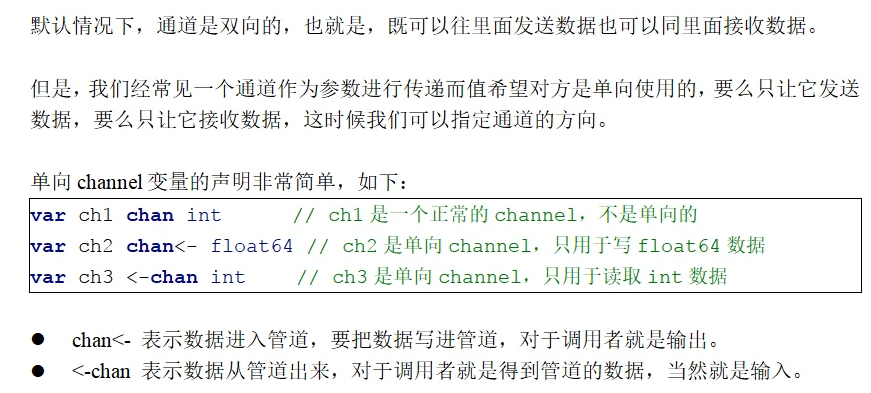 默认情况下，通道是双向的，也就是，既可以往里面发送数据也可以同里面接收数据。
但是，我们经常见一个通道作为参数进行传递而值希望对方是单向使用的，要么只让它发送
数据，要么只让它接收数据，这时候我们可以指定通道的方向。
单向 channel 变量的声明非常简单，如下：
var ch1 chan int // ch1 是一个正常的 channel，不是单向的
var ch2 chan<- float64 // ch2 是单向 channel，只用于写 float64 数据
var ch3 <-chan int // ch3 是单向 channel，只用于读取 int 数据
● chan<- 表示数据进入管道，要把数据写进管道，对于调用者就是输出。
● <-chan 表示数据从管道出来，对于调用者就是得到管道的数据，当然就是输入。